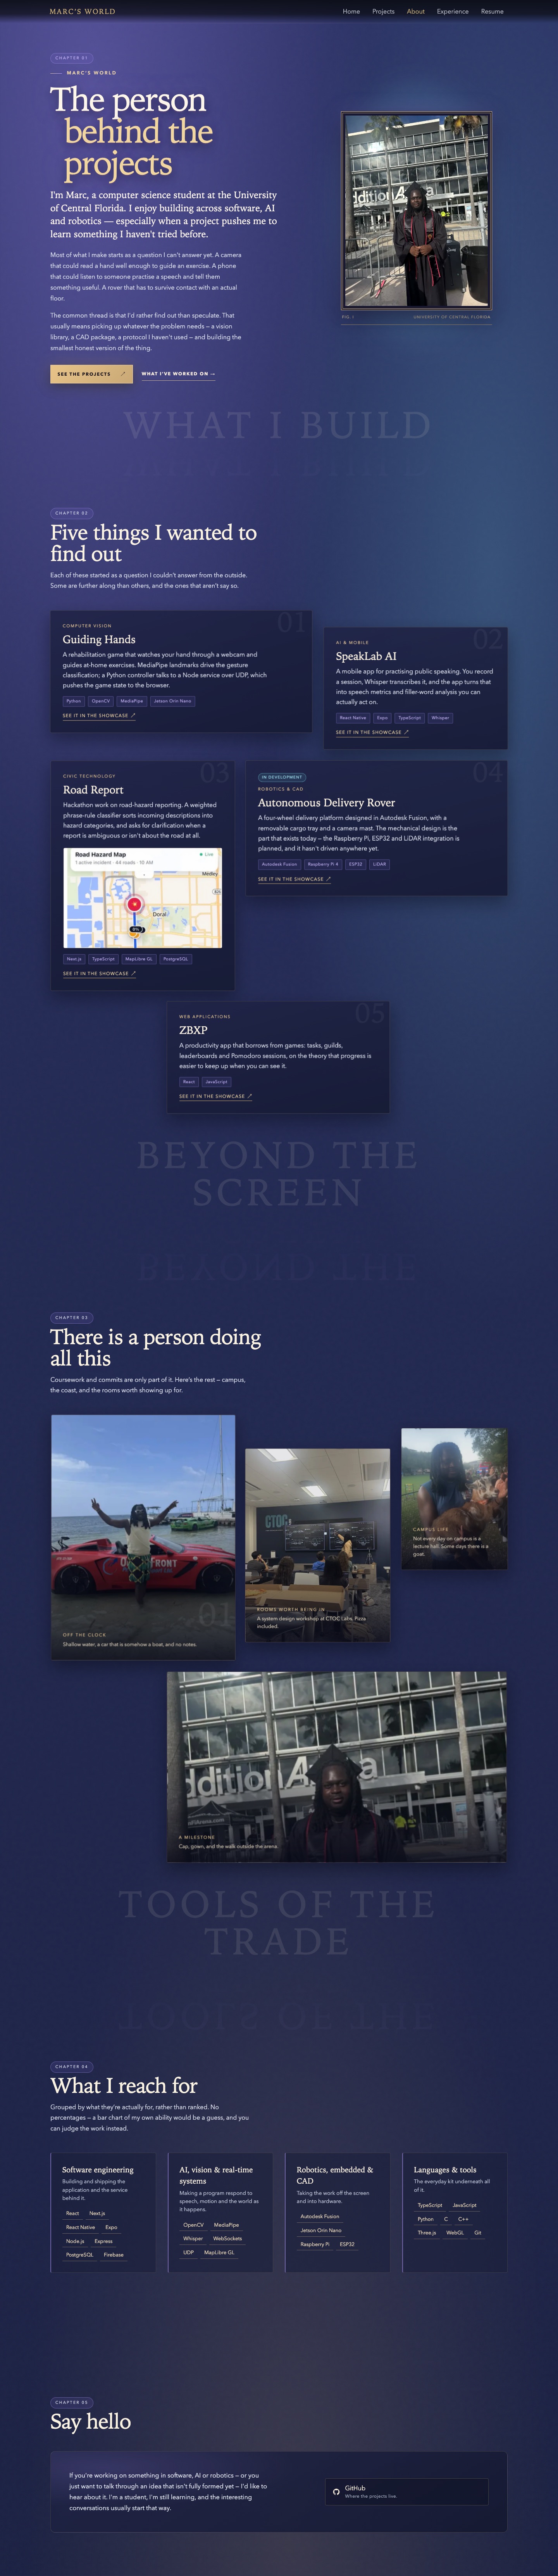 MARC'S WORLD
Home Projects About Experience Resume
CHAPTER 01
MARC'S WORLD
The person
behind the
projects
I'm Marc, a computer science student at the University
of Central Florida. I enjoy building across software, AI
and robotics — especially when a project pushes me to
learn something I haven't tried before.
Most of what I make starts as a question I can't answer yet. A camera
that could read a hand well enough to guide an exercise. A phone
that could listen to someone practise a speech and tell them
something useful. A rover that has to survive contact with an actual
floor.
The common thread is that I'd rather find out than speculate. That
usually means picking up whatever the problem needs — a vision
library, a CAD package, a protocol I haven't used — and building the
smallest honest version of the thing.
SEE THE PROJECTS ↗
WHAT I'VE WORKED ON →
FIG. 1 UNIVERSITY OF CENTRAL FLORIDA
WHAT I BUILD
CHAPTER 02
Five things I wanted to
find out
Each of these started as a question I couldn't answer from the outside.
Some are further along than others, and the ones that aren't say so.
01
COMPUTER VISION
Guiding Hands
A rehabilitation game that watches your hand through a webcam and
guides at-home exercises. MediaPipe landmarks drive the gesture
classification; a Python controller talks to a Node service over UDP, which
pushes the game state to the browser.
Python OpenCV MediaPipe Jetson Orin Nano
SEE IT IN THE SHOWCASE ↗
02
AI & MOBILE
SpeakLab AI
A mobile app for practising public speaking. You record
a session, Whisper transcribes it, and the app turns that
into speech metrics and filler-word analysis you can
actually act on.
React Native Expo TypeScript Whisper
SEE IT IN THE SHOWCASE ↗
03
CIVIC TECHNOLOGY
Road Report
Hackathon work on road-hazard reporting. A weighted
phrase-rule classifier sorts incoming descriptions into
hazard categories, and asks for clarification when a
report is ambiguous or isn't about the road at all.
Road Hazard Map
Live
1 active incident · 44 roads · 10 AM
Medley
Doral
Next.js TypeScript MapLibre GL PostgreSQL
SEE IT IN THE SHOWCASE ↗
04
IN DEVELOPMENT
ROBOTICS & CAD
Autonomous Delivery Rover
A four-wheel delivery platform designed in Autodesk Fusion, with a
removable cargo tray and a camera mast. The mechanical design is the
part that exists today — the Raspberry Pi, ESP32 and LiDAR integration is
planned, and it hasn't driven anywhere yet.
Autodesk Fusion Raspberry Pi 4 ESP32 LiDAR
SEE IT IN THE SHOWCASE ↗
05
WEB APPLICATIONS
ZBXP
A productivity app that borrows from games: tasks, guilds,
leaderboards and Pomodoro sessions, on the theory that progress is
easier to keep up when you can see it.
React JavaScript
SEE IT IN THE SHOWCASE ↗
BEYOND THE
SCREEN
CHAPTER 03
There is a person doing
all this
Coursework and commits are only part of it. Here's the rest — campus,
the coast, and the rooms worth showing up for.
OFF THE CLOCK
Shallow water, a car that is somehow a boat, and no notes.
CTOC
ROOMS WORTH BEING IN
A system design workshop at CTOC Labs. Pizza
included.
CAMPUS LIFE
Not every day on campus is a
lecture hall. Some days there is a
goat.
A MILESTONE
Cap, gown, and the walk outside the arena.
TOOLS OF THE
TRADE
CHAPTER 04
What I reach for
Grouped by what they're actually for, rather than ranked. No
percentages — a bar chart of my own ability would be a guess, and you
can judge the work instead.
Software engineering
Building and shipping the
application and the service
behind it.
React Next.js
React Native Expo
Node.js Express
PostgreSQL Firebase
AI, vision & real-time
systems
Making a program respond to
speech, motion and the world as
it happens.
OpenCV MediaPipe
Whisper WebSockets
UDP MapLibre GL
Robotics, embedded &
CAD
Taking the work off the screen
and into hardware.
Autodesk Fusion
Jetson Orin Nano
Raspberry Pi ESP32
Languages & tools
The everyday kit underneath all
of it.
TypeScript JavaScript
Python C C++
Three.js WebGL Git
CHAPTER 05
Say hello
If you're working on something in software, AI or robotics — or you
just want to talk through an idea that isn't fully formed yet — I'd like to
hear about it. I'm a student, I'm still learning, and the interesting
conversations usually start that way.
GitHub
Where the projects live